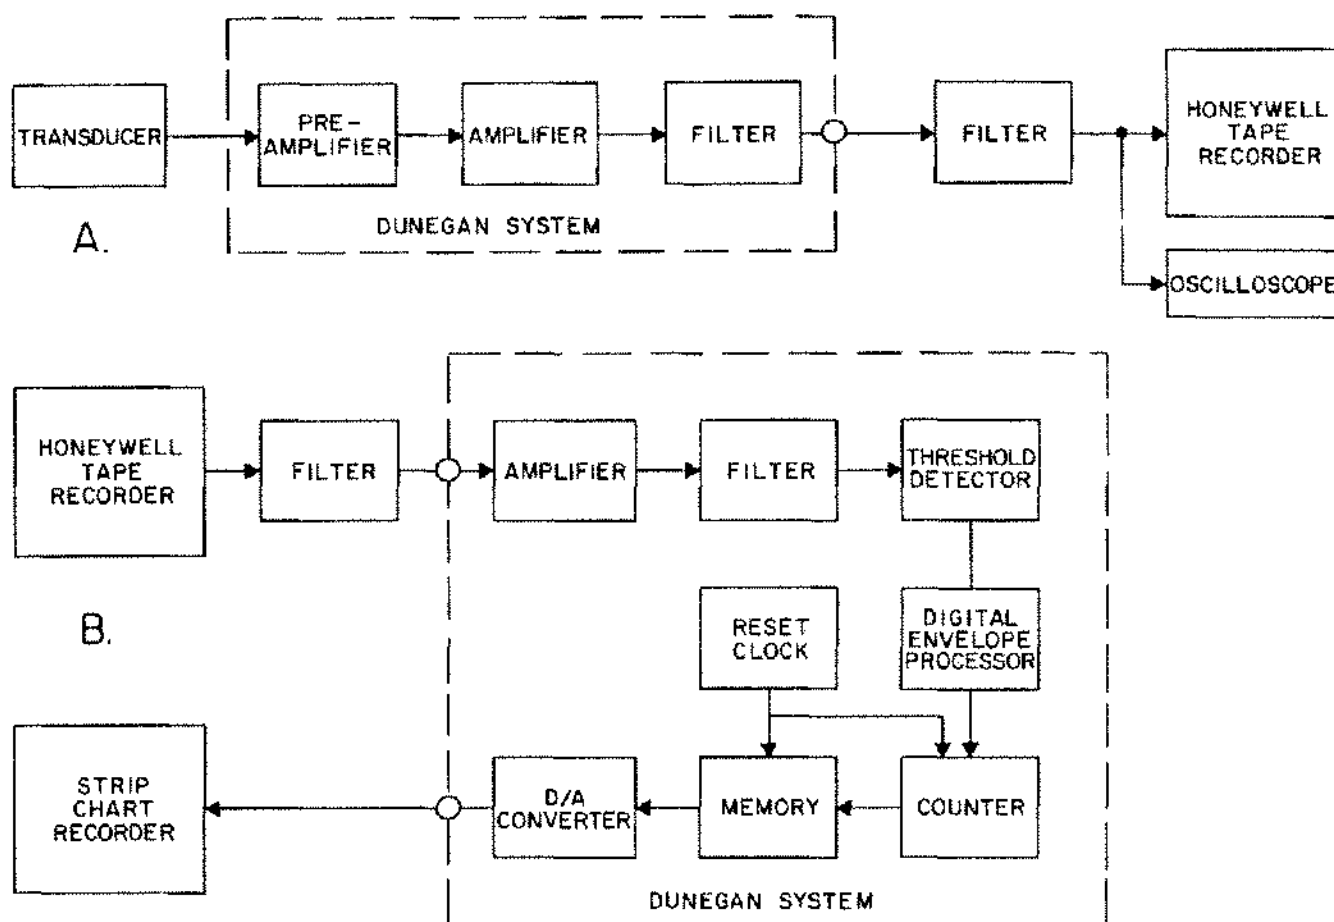 TRANSDUCER
PRE-
AMPLIFIER
AMPLIFIER
FILTER
FILTER
HONEYWELL
TAPE
RECORDER
DUNEGAN SYSTEM
A.
OSCILLOSCOPE
HONEYWELL
TAPE
RECORDER
FILTER
AMPLIFIER
FILTER
THRESHOLD
DETECTOR
B.
RESET
CLOCK
DIGITAL
ENVELOPE
PROCESSOR
STRIP
CHART
RECORDER
D/A
CONVERTER
MEMORY
COUNTER
DUNEGAN SYSTEM